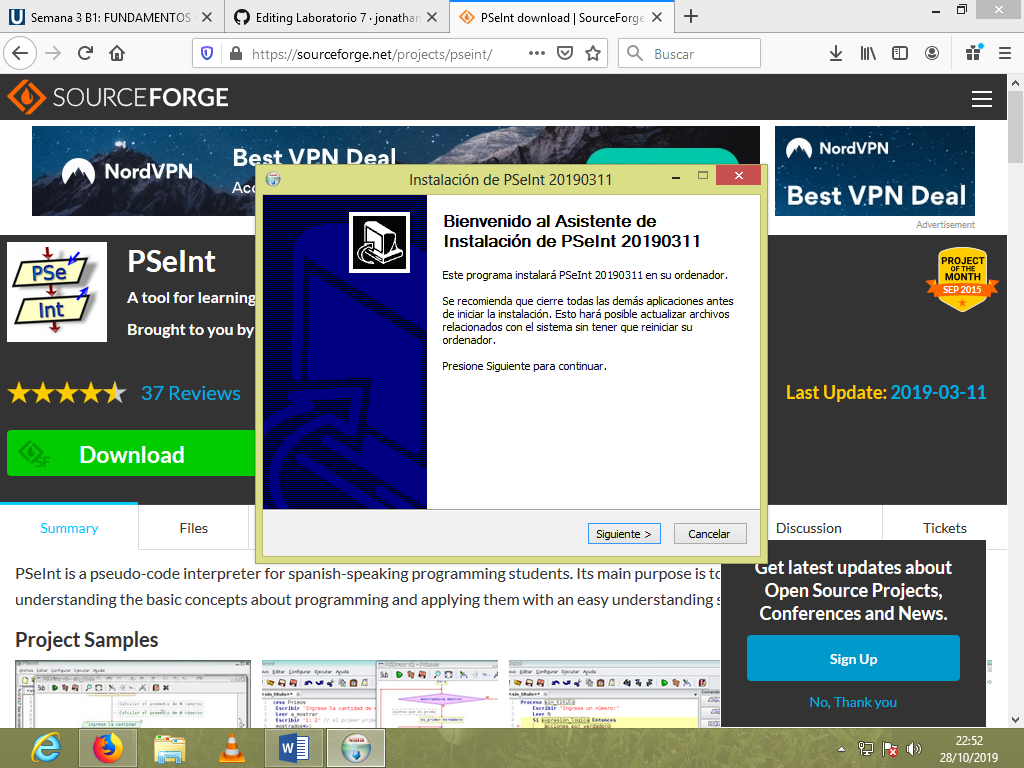 Semana 3 B1: FUNDAMENTOS
Editing Laboratorio 7 · jonathan
PSeInt download | SourceForge
https://sourceforge.net/projects/pseint/
Buscar
SOURCEFORGE
NordVPN
Best VPN Deal
NordVPN
Best VPN Deal
Advertisement
Instalación de PSeInt 20190311
Bienvenido al Asistente de
Instalación de PSeInt 20190311
Este programa instalará PSeInt 20190311 en su ordenador.
Se recomienda que cierre todas las demás aplicaciones antes
de iniciar la instalación. Esto hará posible actualizar archivos
relacionados con el sistema sin tener que reiniciar su
ordenador.
Presione Siguiente para continuar.
Siguiente >
Cancelar
PSe
Int
PSeInt
A tool for learning
Brought to you by
PROJECT
OF THE
MONTH
SEP 2015
37 Reviews
Last Update: 2019-03-11
SF
Download
Summary
Files
Discussion
Tickets
PSeInt is a pseudo-code interpreter for spanish-speaking programming students. Its main purpose is to
understanding the basic concepts about programming and applying them with an easy understanding
Get latest updates about
Open Source Projects,
Conferences and News.
Sign Up
No, Thank you
Project Samples
22:52
28/10/2019